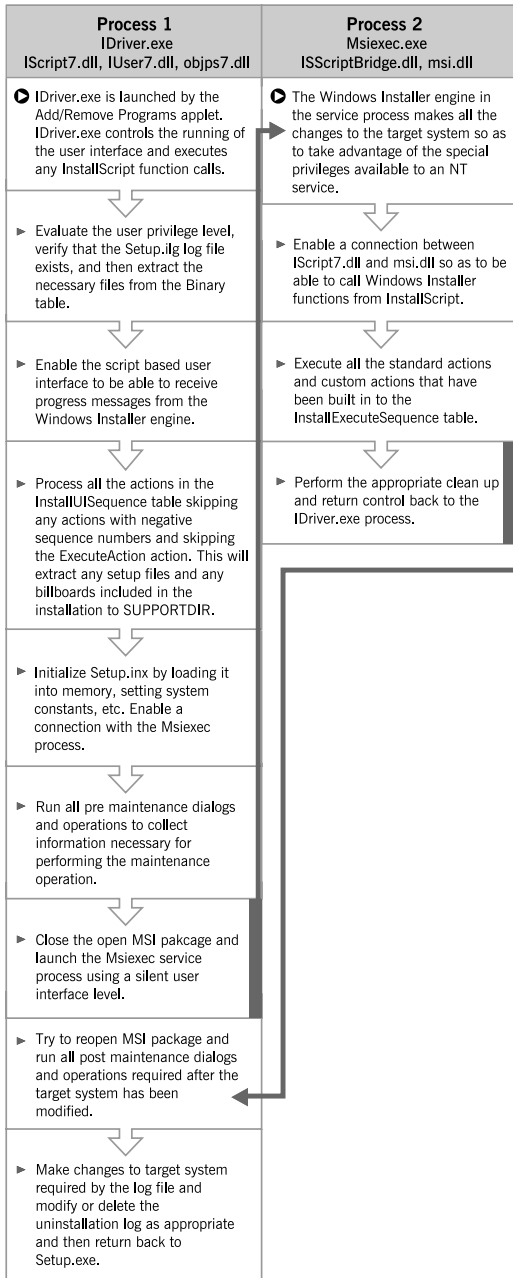 Process 1
IDriver.exe
IScript7.dll, IUser7.dll, objps7.dll
IDriver.exe is launched by the
Add/Remove Programs applet.
IDriver.exe controls the running of
the user interface and executes
any InstallScript function calls.
Evaluate the user privilege level,
verify that the Setup.ilg log file
exists, and then extract the
necessary files from the Binary
table.
Enable the script based user
interface to be able to receive
progress messages from the
Windows Installer engine.
Process all the actions in the
InstallUISequence table skipping
any actions with negative
sequence numbers and skipping
the ExecuteAction action. This will
extract any setup files and any
billboards included in the
installation to SUPPORTDIR.
Initialize Setup.inx by loading it
into memory, setting system
constants, etc. Enable a
connection with the Msiexec
process.
Run all pre maintenance dialogs
and operations to collect
information necessary for
performing the maintenance
operation.
Close the open MSI pakcage and
launch the Msiexec service
process using a silent user
interface level.
Try to reopen MSI package and
run all post maintenance dialogs
and operations required after the
target system has been
modified.
Make changes to target system
required by the log file and
modify or delete the
uninstallation log as appropriate
and then return back to
Setup.exe.
Process 2
Msiexec.exe
ISScriptBridge.dll, msi.dll
The Windows Installer engine in
the service process makes all the
changes to the target system so as
to take advantage of the special
privileges available to an NT
service.
Enable a connection between
IScript7.dll and msi.dll so as to be
able to call Windows Installer
functions from InstallScript.
Execute all the standard actions
and custom actions that have
been built in to the
InstallExecuteSequence table.
Perform the appropriate clean up
and return control back to the
IDriver.exe process.